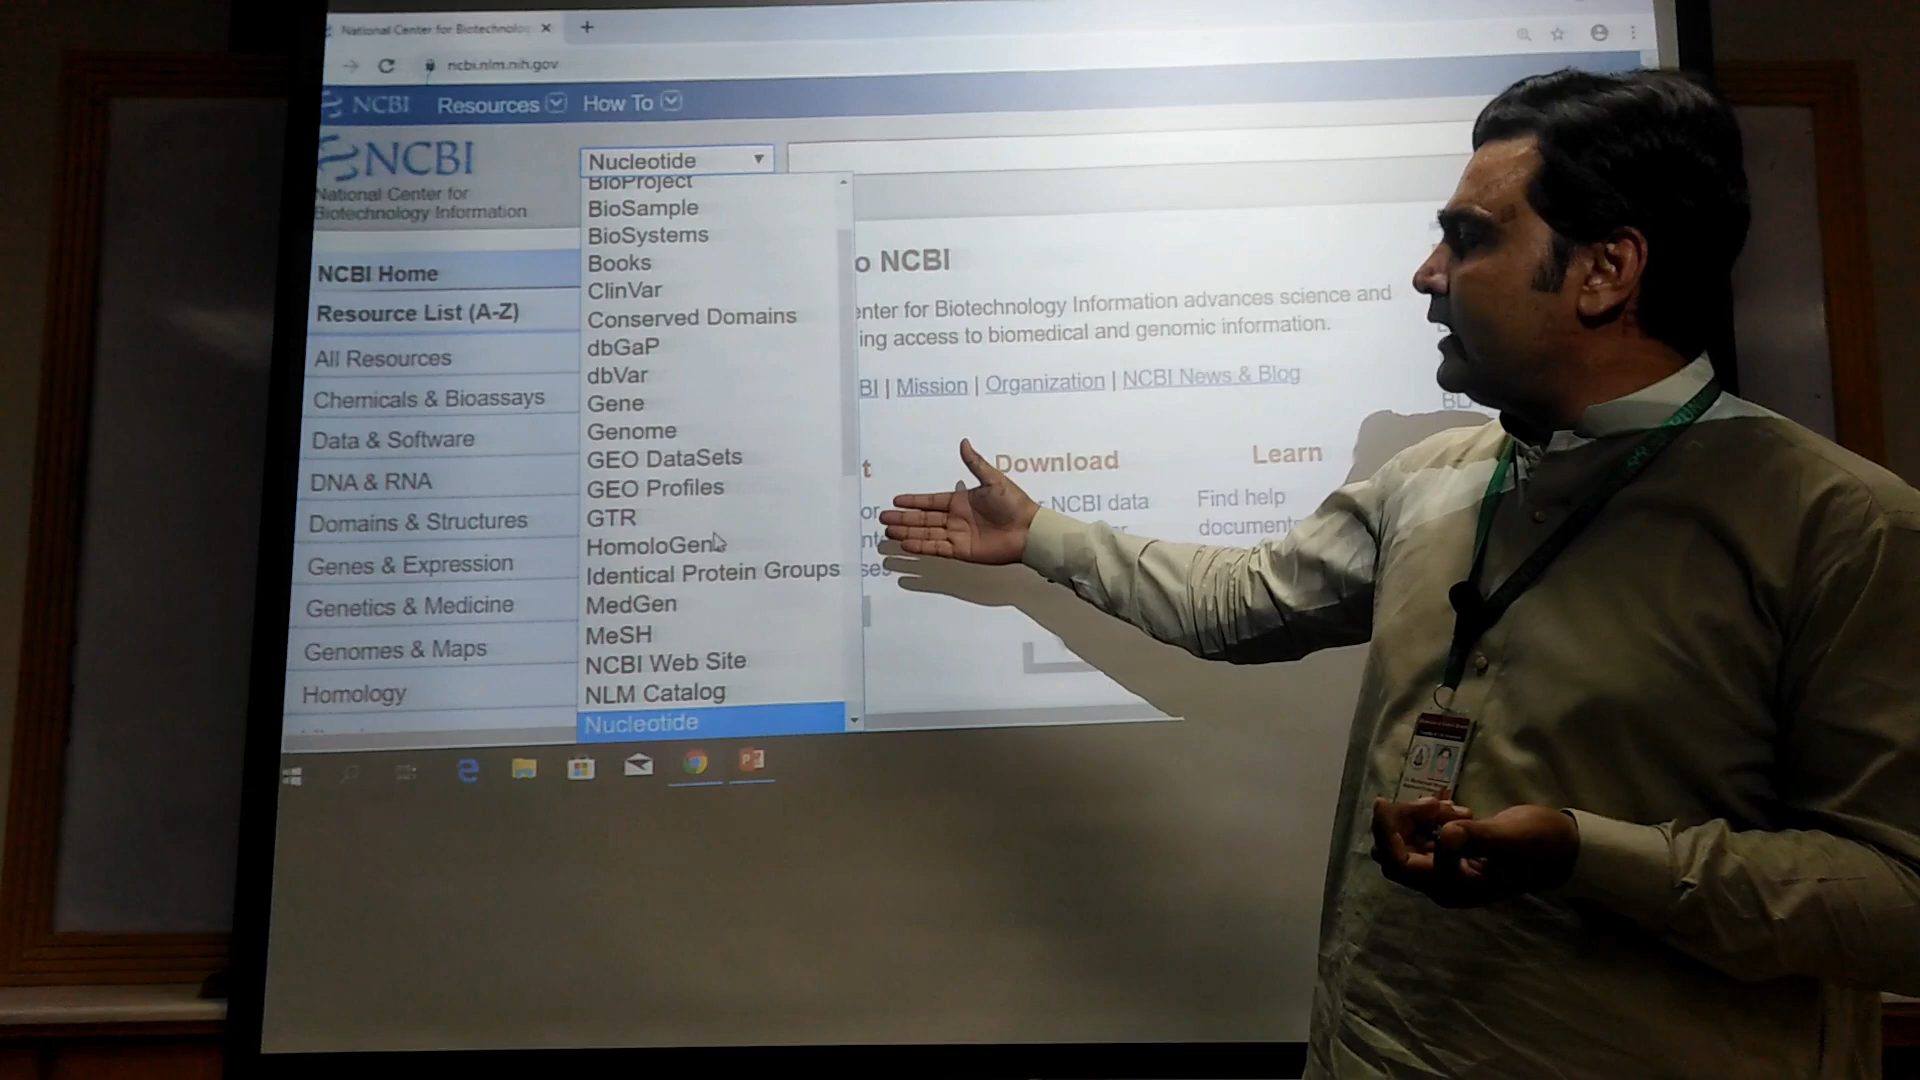 National Center for Biotechnolog
ncbi.nlm.nih.gov
NCBI Resources How To
NCBI
National Center for
Biotechnology Information
Nucleotide
BioProject
BioSample
BioSystems
Books
ClinVar
Conserved Domains
dbGaP
dbVar
Gene
Genome
GEO DataSets
GEO Profiles
GTR
HomoloGene
Identical Protein Groups
MedGen
MeSH
NCBI Web Site
NLM Catalog
Nucleotide
NCBI Home
Resource List (A-Z)
All Resources
Chemicals & Bioassays
Data & Software
DNA & RNA
Domains & Structures
Genes & Expression
Genetics & Medicine
Genomes & Maps
Homology
o NCBI
enter for Biotechnology Information advances science and
ing access to biomedical and genomic information.
BI | Mission | Organization | NCBI News & Blog
t
Download
NCBI data
Learn
Find help
documents